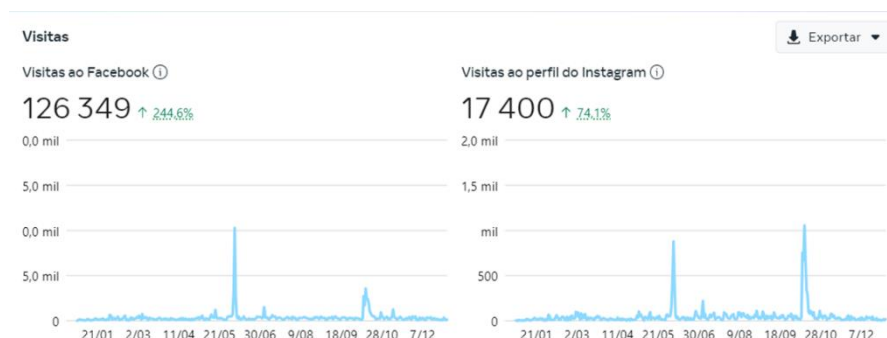 Visitas
Exportar
Visitas ao Facebook
126 349 ↑ 244,6%
0,0 mil
5,0 mil
0,0 mil
5,0 mil
0
21/01 2/03 11/04 21/05 30/06 9/08 18/09 28/10 7/12
Visitas ao perfil do Instagram
17 400 ↑ 74,1%
2,0 mil
1,5 mil
mil
500
0
21/01 2/03 11/04 21/05 30/06 9/08 18/09 28/10 7/12